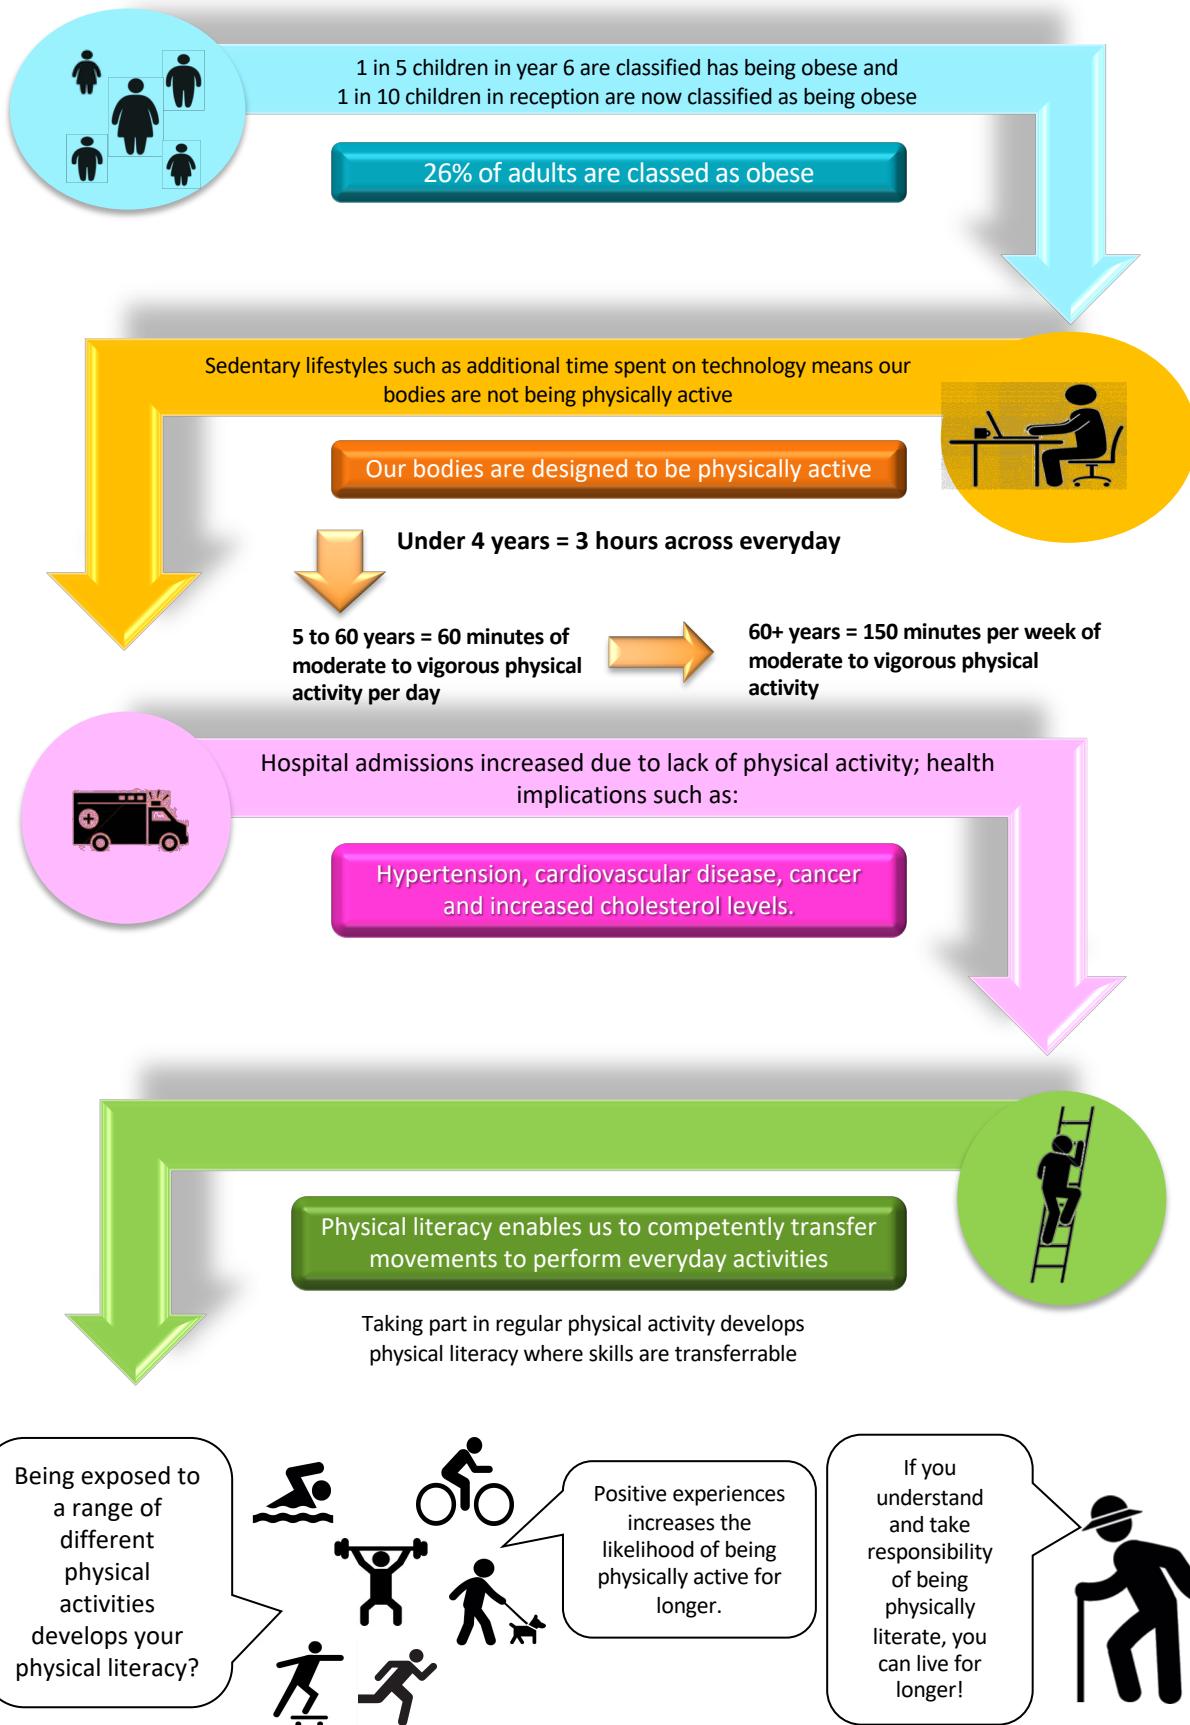 1 in 5 children in year 6 are classified has being obese and
1 in 10 children in reception are now classified as being obese
26% of adults are classed as obese
Sedentary lifestyles such as additional time spent on technology means our
bodies are not being physically active
Our bodies are designed to be physically active
Under 4 years = 3 hours across everyday
5 to 60 years = 60 minutes of
moderate to vigorous physical
activity per day
60+ years = 150 minutes per week of
moderate to vigorous physical
activity
Hospital admissions increased due to lack of physical activity; health
implications such as:
Hypertension, cardiovascular disease, cancer
and increased cholesterol levels.
Physical literacy enables us to competently transfer
movements to perform everyday activities
Taking part in regular physical activity develops
physical literacy where skills are transferrable
Being exposed to
a range of
different
physical
activities
develops your
physical literacy?
Positive experiences
increases the
likelihood of being
physically active for
longer.
If you
understand
and take
responsibility
of being
physically
literate, you
can live for
longer!